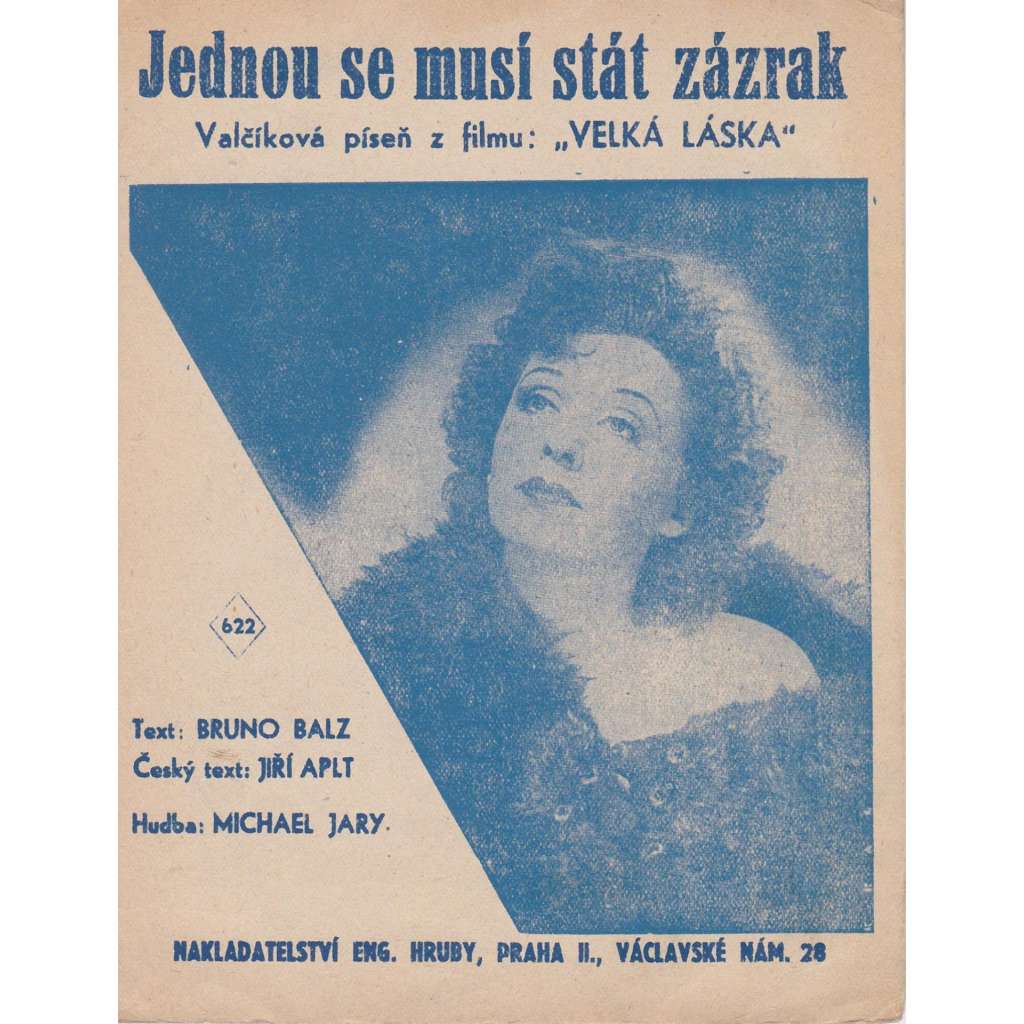 Jednou se musí stát zázrak
Valčíková píseň z filmu: „VELKÁ LÁSKA“
622
Text: BRUNO BALZ
Český text: JIŘÍ APLT
Hudba: MICHAEL JARY.
NAKLADATELSTVÍ ENG. HRUBY, PRAHA II., VÁCLAVSKÉ NÁM. 28